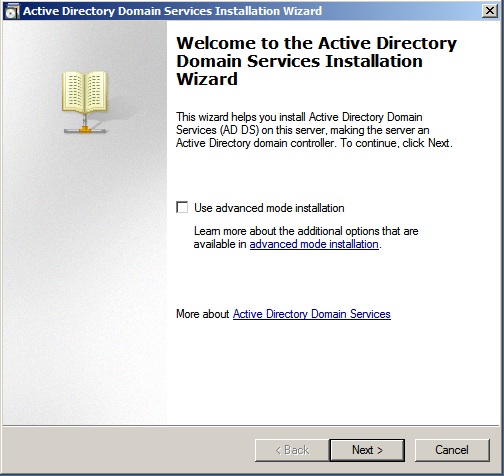 Active Directory Domain Services Installation Wizard
Welcome to the Active Directory
Domain Services Installation
Wizard
This wizard helps you install Active Directory Domain
Services (AD DS) on this server, making the server an
Active Directory domain controller. To continue, click Next.
Use advanced mode installation
Learn more about the additional options that are
available in advanced mode installation.
More about Active Directory Domain Services
< Back
Next >
Cancel